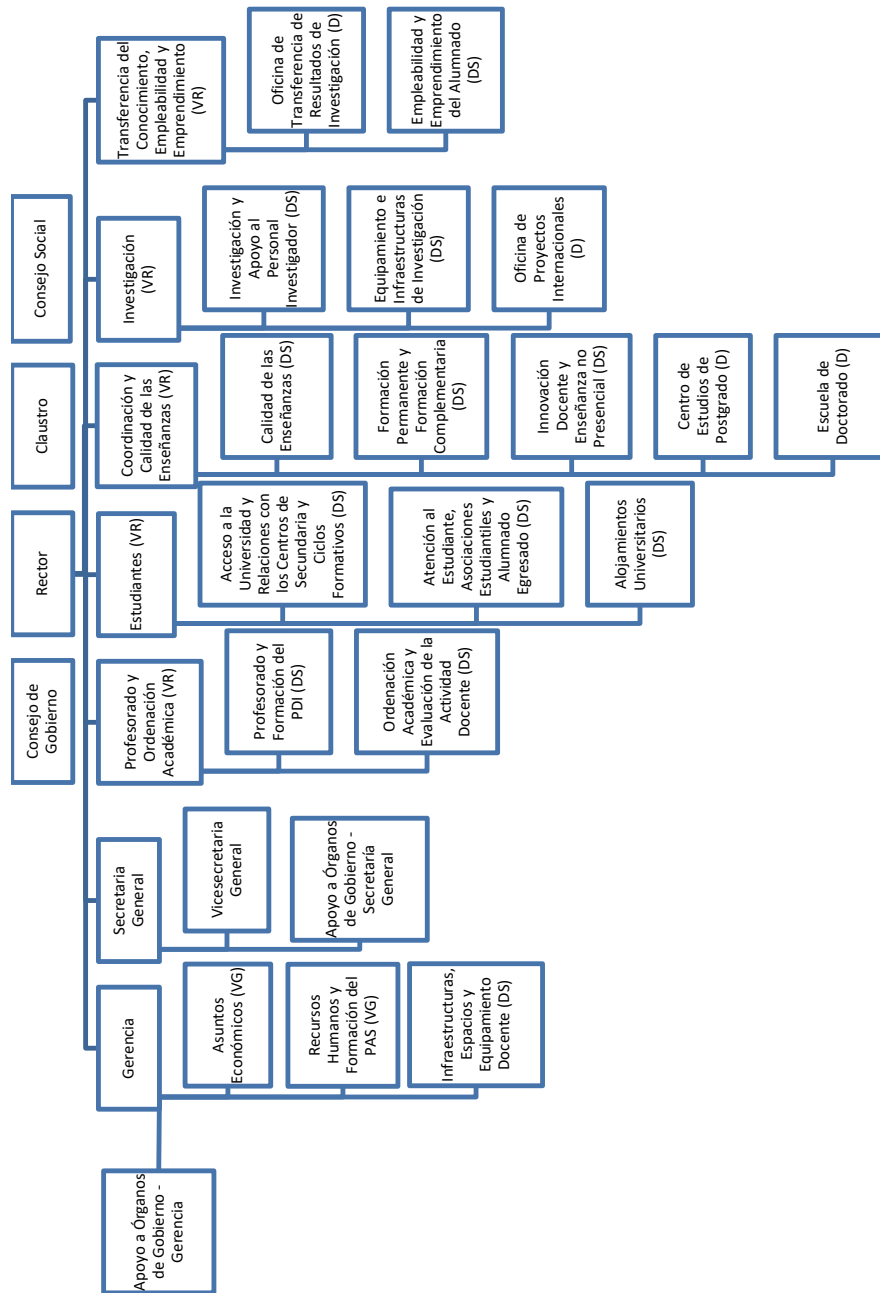 Consejo de
Gobierno
Rector
Claustro
Consejo Social
Apoyo a Órganos
de Gobierno -
Gerencia
Gerencia
Asuntos
Económicos (VG)
Recursos
Humanos y
Formación del
PAS (VG)
Infraestructuras,
Espacios y
Equipamiento
Docente (DS)
Secretaria
General
Vicesecretaria
General
Apoyo a Órganos
de Gobierno -
Secretaría
General
Profesorado y
Ordenación
Académica (VR)
Profesorado y
Formación del
PDI (DS)
Ordenación
Académica y
Evaluación de la
Actividad
Docente (DS)
Estudiantes (VR)
Acceso a la
Universidad y
Relaciones con
los Centros de
Secundaria y
Ciclos
Formativos (DS)
Atención al
Estudiante,
Asociaciones
Estudiantiles y
Alumnado
Egresado (DS)
Alojamientos
Universitarios
(DS)
Coordinación y
Calidad de las
Enseñanzas (VR)
Calidad de las
Enseñanzas (DS)
Formación
Permanente y
Formación
Complementaria
(DS)
Innovación
Docente y
Enseñanza no
Presencial (DS)
Centro de
Estudios de
Postgrado (D)
Escuela de
Doctorado (D)
Investigación
(VR)
Investigación y
Apoyo al
Personal
Investigador (DS)
Equipamiento e
Infraestructuras
de Investigación
(DS)
Oficina de
Proyectos
Internacionales
(D)
Transferencia del
Conocimiento,
Empleabilidad y
Emprendimiento
(VR)
Oficina de
Transferencia de
Resultados de
Investigación (D)
Empleabilidad y
Emprendimiento
del Alumnado
(DS)